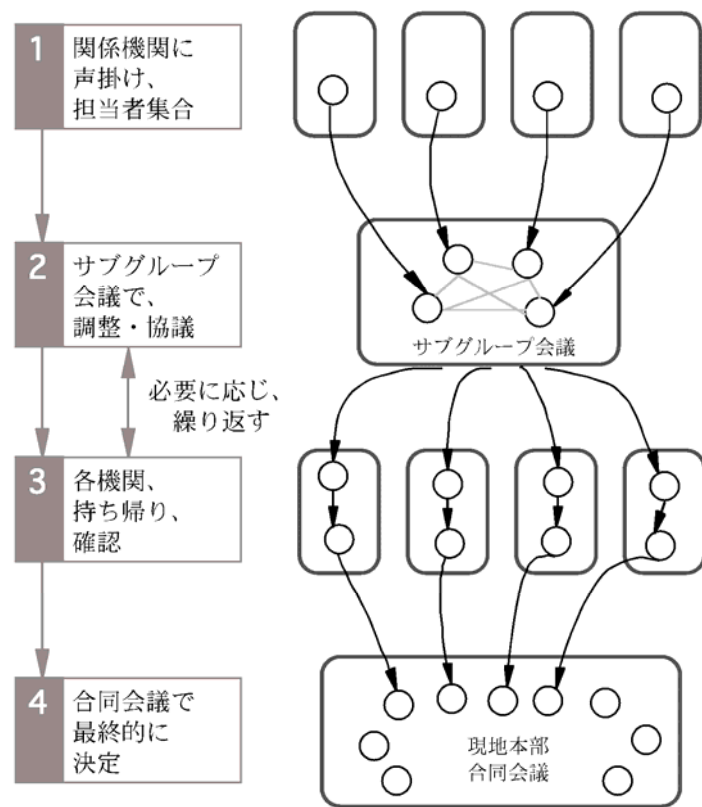 1
関係機関に
声掛け、
担当者集合
2
サブグループ
会議で、
調整・協議
サブグループ会議
必要に応じ、
繰り返す
3
各機関、
持ち帰り、
確認
4
合同会議で
最終的に
決定
現地本部
合同会議